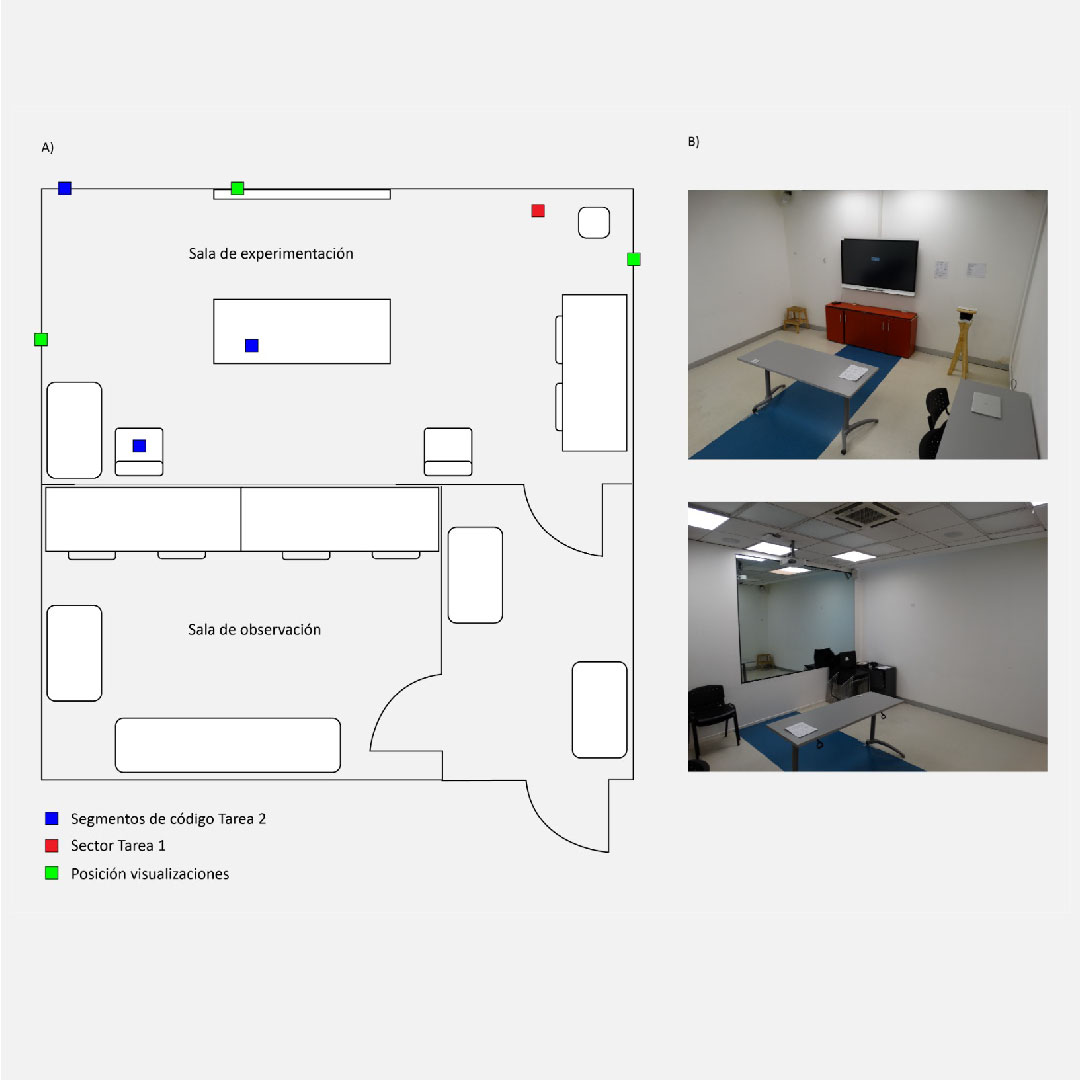 A)
B)
Sala de experimentación
Sala de observación
Segmentos de código Tarea 2
Sector Tarea 1
Posición visualizaciones